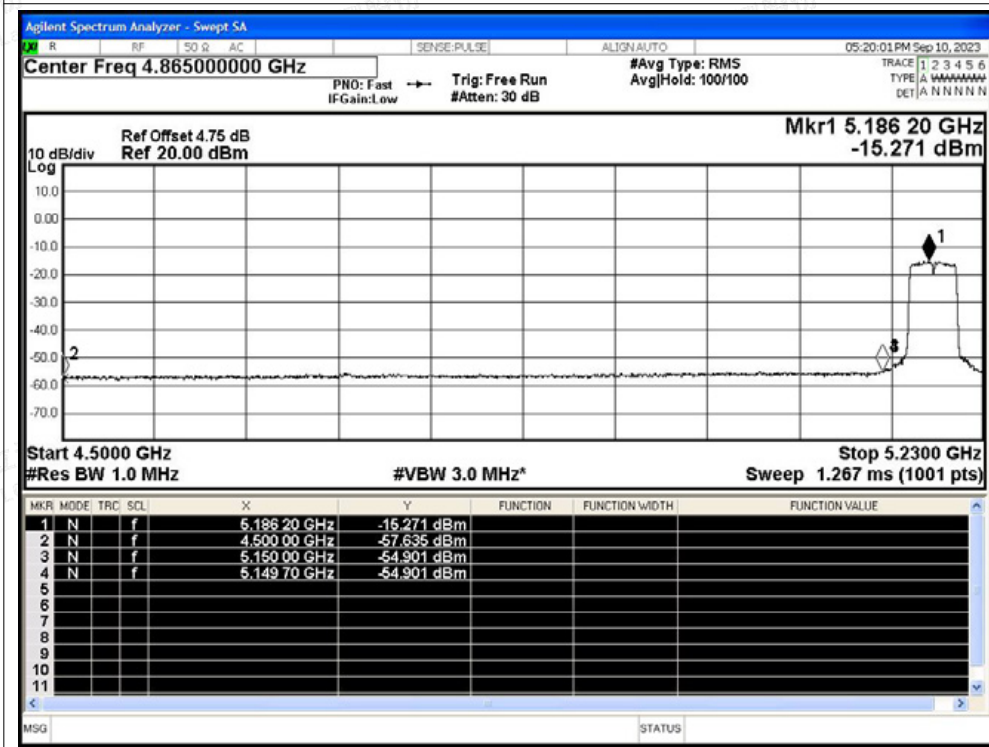 Agilent Spectrum Analyzer - Swept SA
LXI R RF 50 Ω AC SENSE:PULSE ALIGN AUTO 05:20:01 PM Sep 10, 2023
Center Freq 4.865000000 GHz
PNO: Fast
IFGain:Low
Trig: Free Run
#Atten: 30 dB
#Avg Type: RMS
Avg|Hold: 100/100
TRACE 1 2 3 4 5 6
TYPE A WWWWW
DET A N N N N N
Mkr1 5.186 20 GHz
-15.271 dBm
Ref Offset 4.75 dB
10 dB/div Ref 20.00 dBm
Log
10.0
0.00
-10.0
-20.0
-30.0
-40.0
-50.0
-60.0
-70.0
1
2
Start 4.5000 GHz Stop 5.2300 GHz
#Res BW 1.0 MHz #VBW 3.0 MHz* Sweep 1.267 ms (1001 pts)
MKR MODE TRC SCL X Y FUNCTION FUNCTION WIDTH FUNCTION VALUE
1 N f 5.186 20 GHz -15.271 dBm
2 N f 4.500 00 GHz -57.635 dBm
3 N f 5.150 00 GHz -54.901 dBm
4 N f 5.149 70 GHz -54.901 dBm
5
6
7
8
9
10
11
MSG STATUS